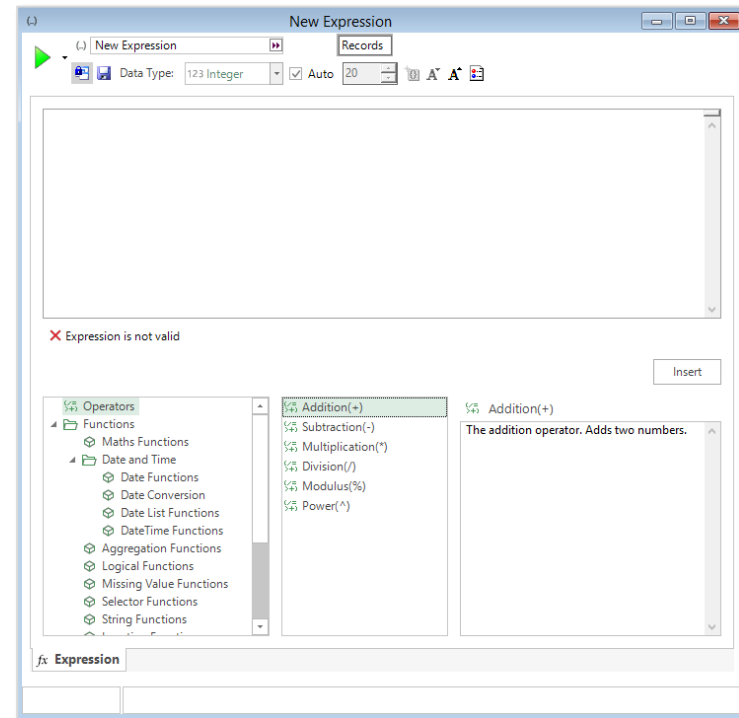 (..) New Expression
(..) New Expression Records
Data Type: 123 Integer Auto 20 A A
Expression is not valid
Insert
Operators
Functions
Maths Functions
Date and Time
Date Functions
Date Conversion
Date List Functions
DateTime Functions
Aggregation Functions
Logical Functions
Missing Value Functions
Selector Functions
String Functions
Addition(+)
Subtraction(-)
Multiplication(*)
Division(/)
Modulus(%)
Power(^)
Addition(+)
The addition operator. Adds two numbers.
fx Expression